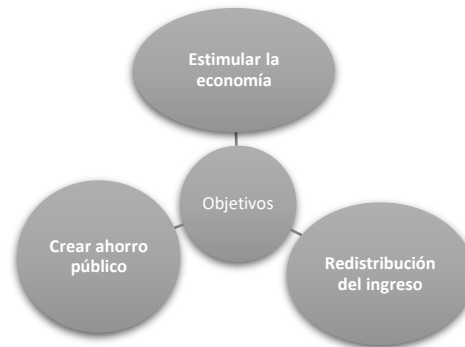 Estimular la
economía
Objetivos
Crear ahorro
público
Redistribución
del ingreso